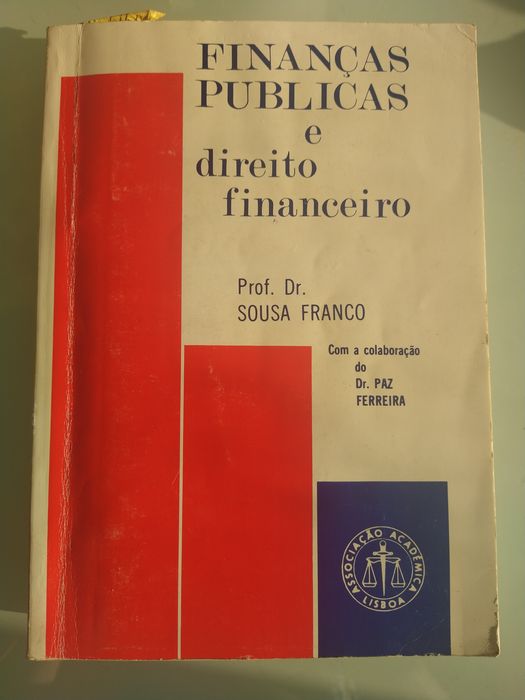 FINANÇAS
PUBLICAS
e
direito
financeiro
Prof. Dr.
SOUSA FRANCO
Com a colaboração
do
Dr. PAZ
FERREIRA
ASSOCIAÇÃO ACADÉMICA
LISBOA